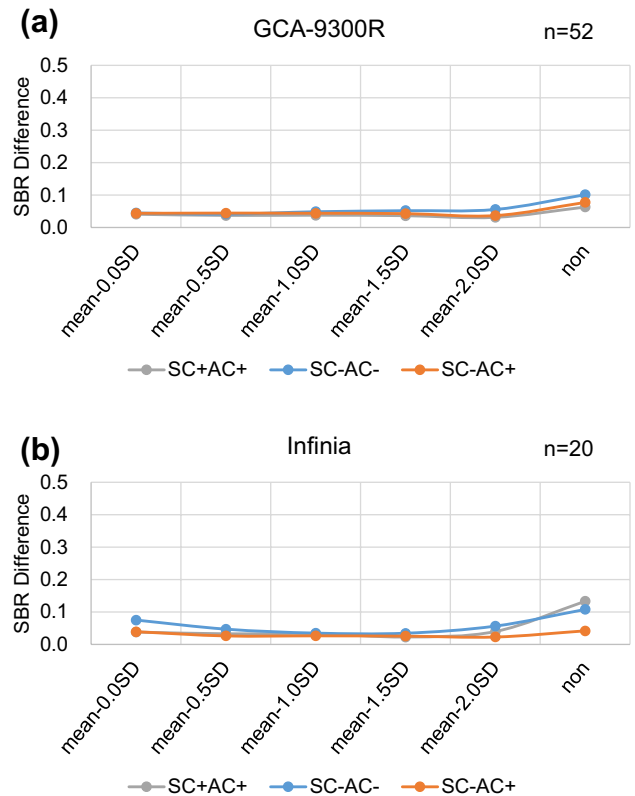 (a)
GCA-9300R
n=52
SBR Difference
0.5
0.4
0.3
0.2
0.1
0.0
mean-0.0SD
mean-0.5SD
mean-1.0SD
mean-1.5SD
mean-2.0SD
non
SC+AC+ SC-AC- SC-AC+
(b)
Infinia
n=20
SBR Difference
0.5
0.4
0.3
0.2
0.1
0.0
mean-0.0SD
mean-0.5SD
mean-1.0SD
mean-1.5SD
mean-2.0SD
non
SC+AC+ SC-AC- SC-AC+